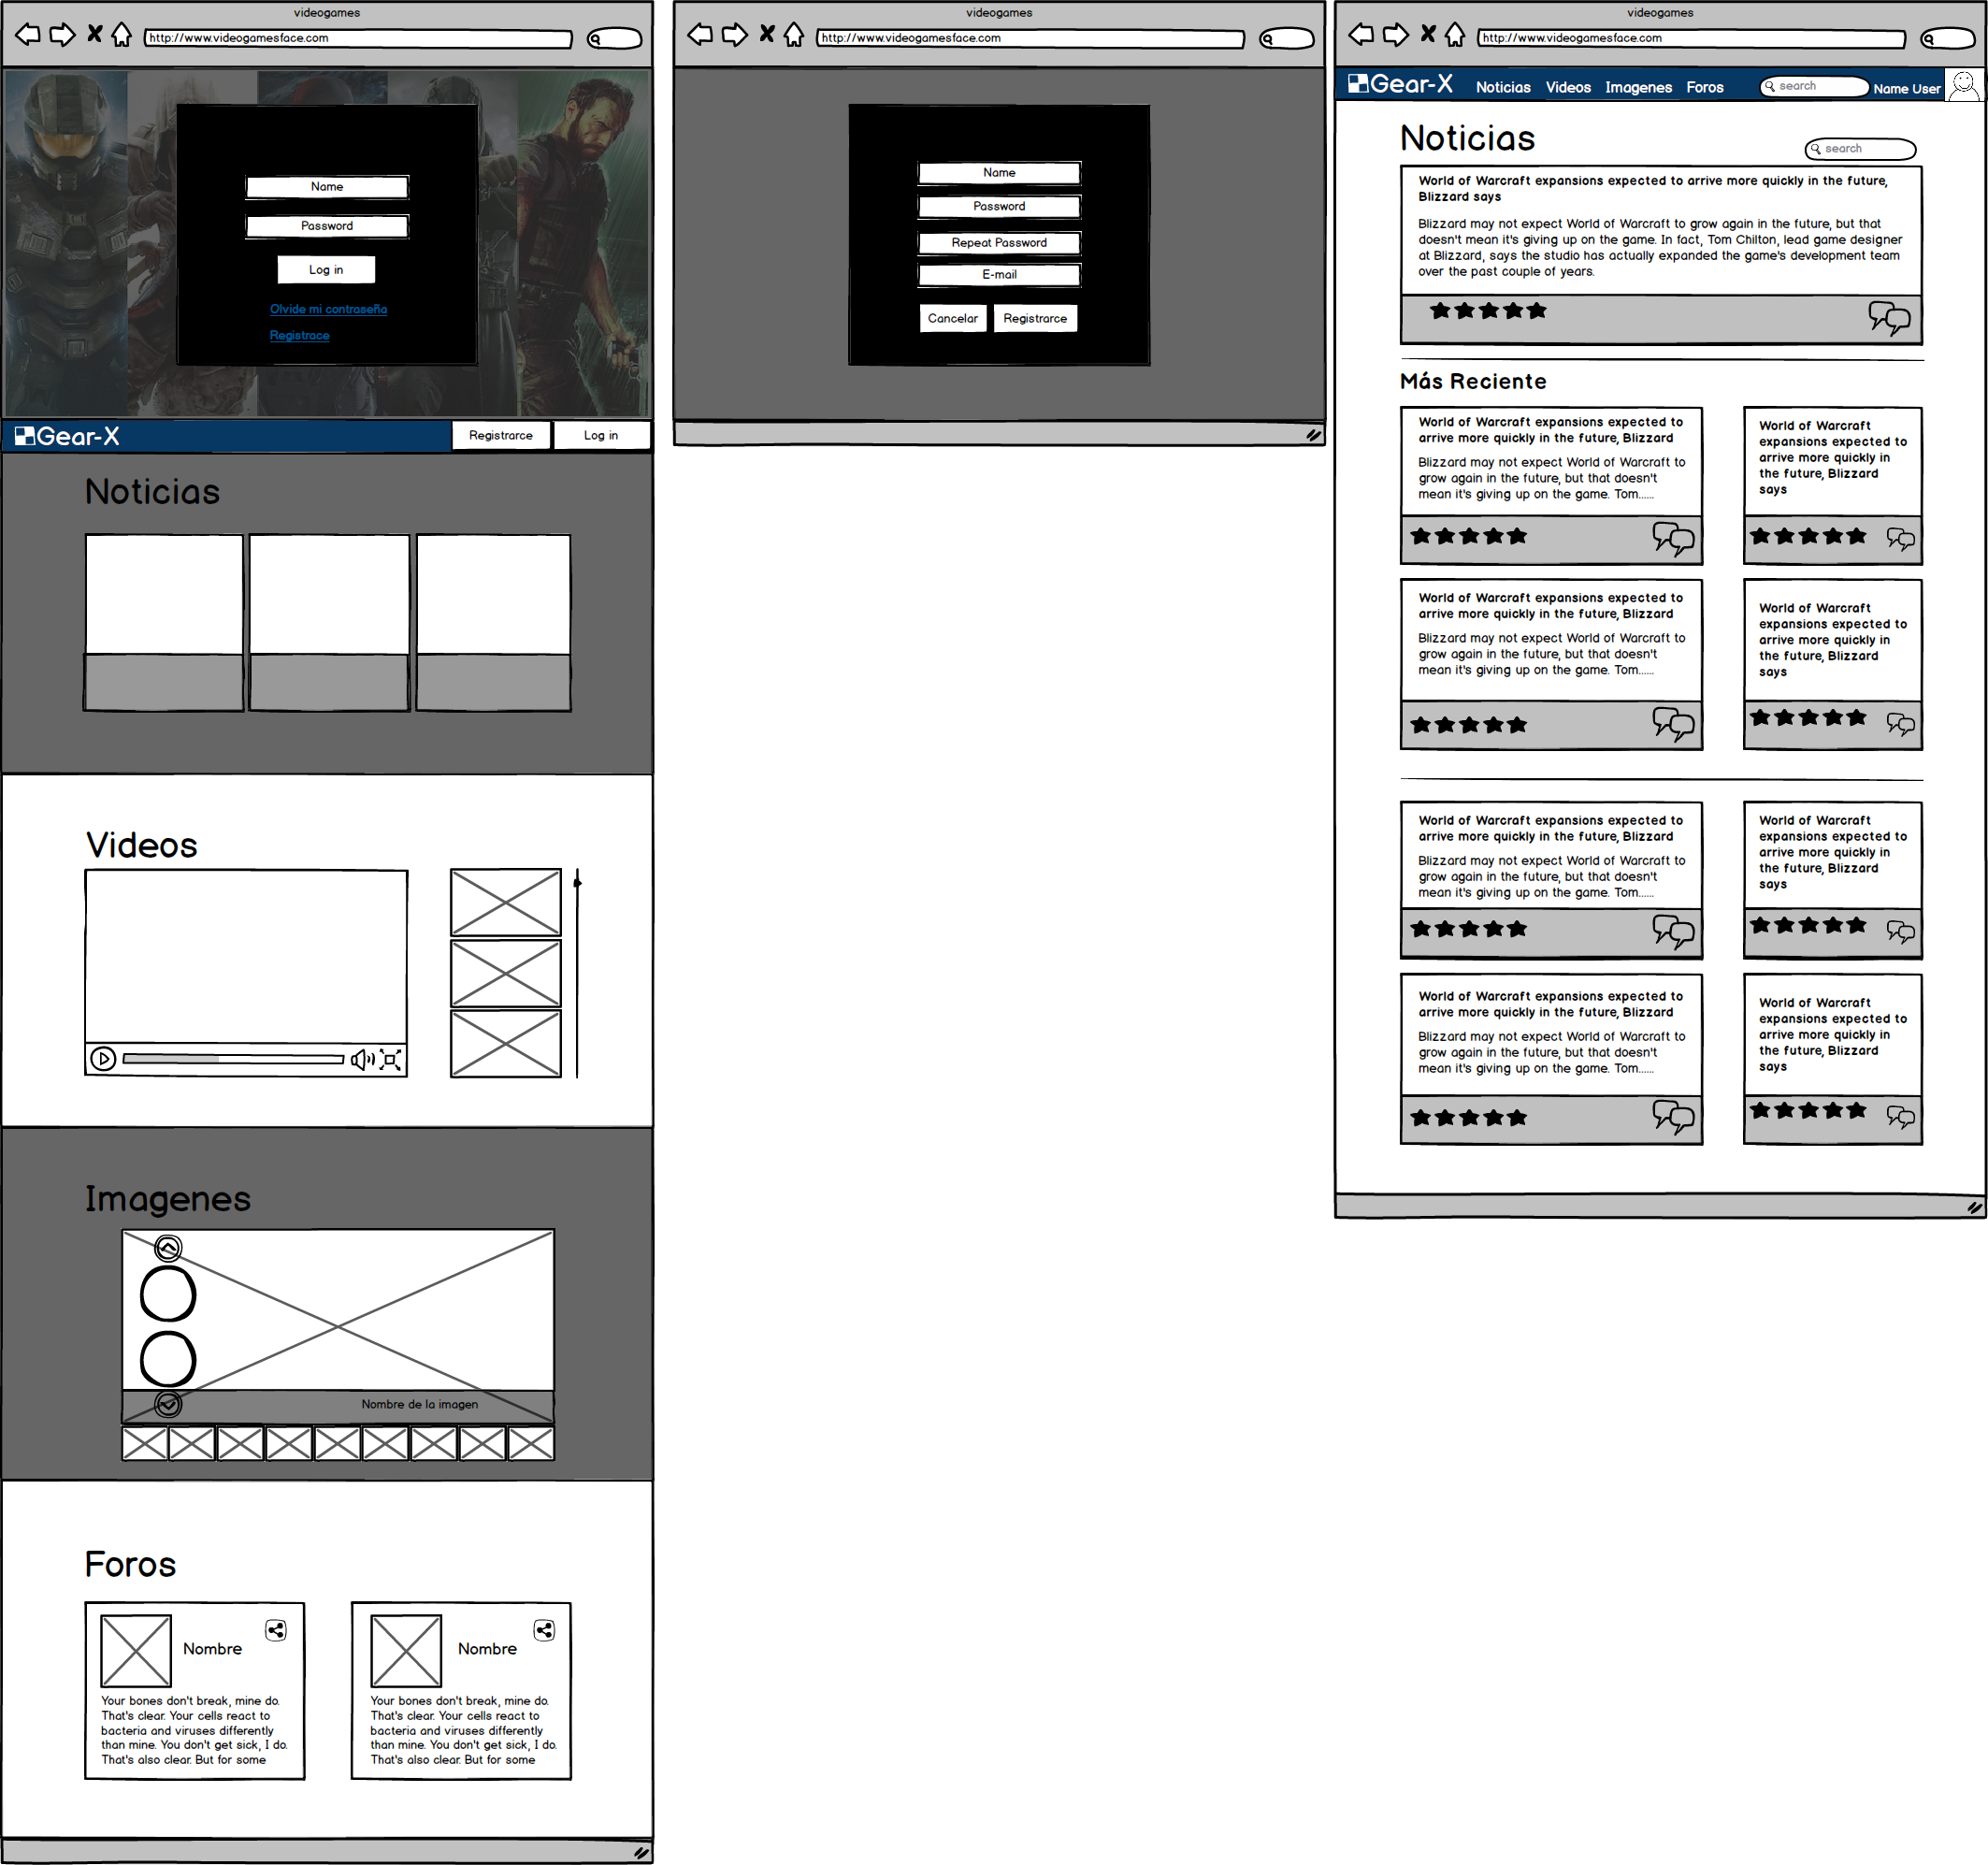 videogames
http://www.videogamesface.com
Name
Password
Log in
Olvide mi contraseña
Registrace
Gear-X
Registrarce
Log in
Noticias
Videos
Imagenes
Nombre de la imagen
Foros
Nombre
Your bones don't break, mine do.
That's clear. Your cells react to
bacteria and viruses differently
than mine. You don't get sick, I do.
That's also clear. But for some
Nombre
Your bones don't break, mine do.
That's clear. Your cells react to
bacteria and viruses differently
than mine. You don't get sick, I do.
That's also clear. But for some
videogames
http://www.videogamesface.com
Name
Password
Repeat Password
E-mail
Cancelar
Registrarce
videogames
http://www.videogamesface.com
Gear-X
Noticias
Videos
Imagenes
Foros
search
Name User
Noticias
search
World of Warcraft expansions expected to arrive more quickly in the future,
Blizzard says
Blizzard may not expect World of Warcraft to grow again in the future, but that
doesn't mean it's giving up on the game. In fact, Tom Chilton, lead game designer
at Blizzard, says the studio has actually expanded the game's development team
over the past couple of years.
Más Reciente
World of Warcraft expansions expected to
arrive more quickly in the future, Blizzard
Blizzard may not expect World of Warcraft to
grow again in the future, but that doesn't
mean it's giving up on the game. Tom......
World of Warcraft
expansions expected to
arrive more quickly in
the future, Blizzard
says
World of Warcraft expansions expected to
arrive more quickly in the future, Blizzard
Blizzard may not expect World of Warcraft to
grow again in the future, but that doesn't
mean it's giving up on the game. Tom......
World of Warcraft
expansions expected to
arrive more quickly in
the future, Blizzard
says
World of Warcraft expansions expected to
arrive more quickly in the future, Blizzard
Blizzard may not expect World of Warcraft to
grow again in the future, but that doesn't
mean it's giving up on the game. Tom......
World of Warcraft
expansions expected to
arrive more quickly in
the future, Blizzard
says
World of Warcraft expansions expected to
arrive more quickly in the future, Blizzard
Blizzard may not expect World of Warcraft to
grow again in the future, but that doesn't
mean it's giving up on the game. Tom......
World of Warcraft
expansions expected to
arrive more quickly in
the future, Blizzard
says